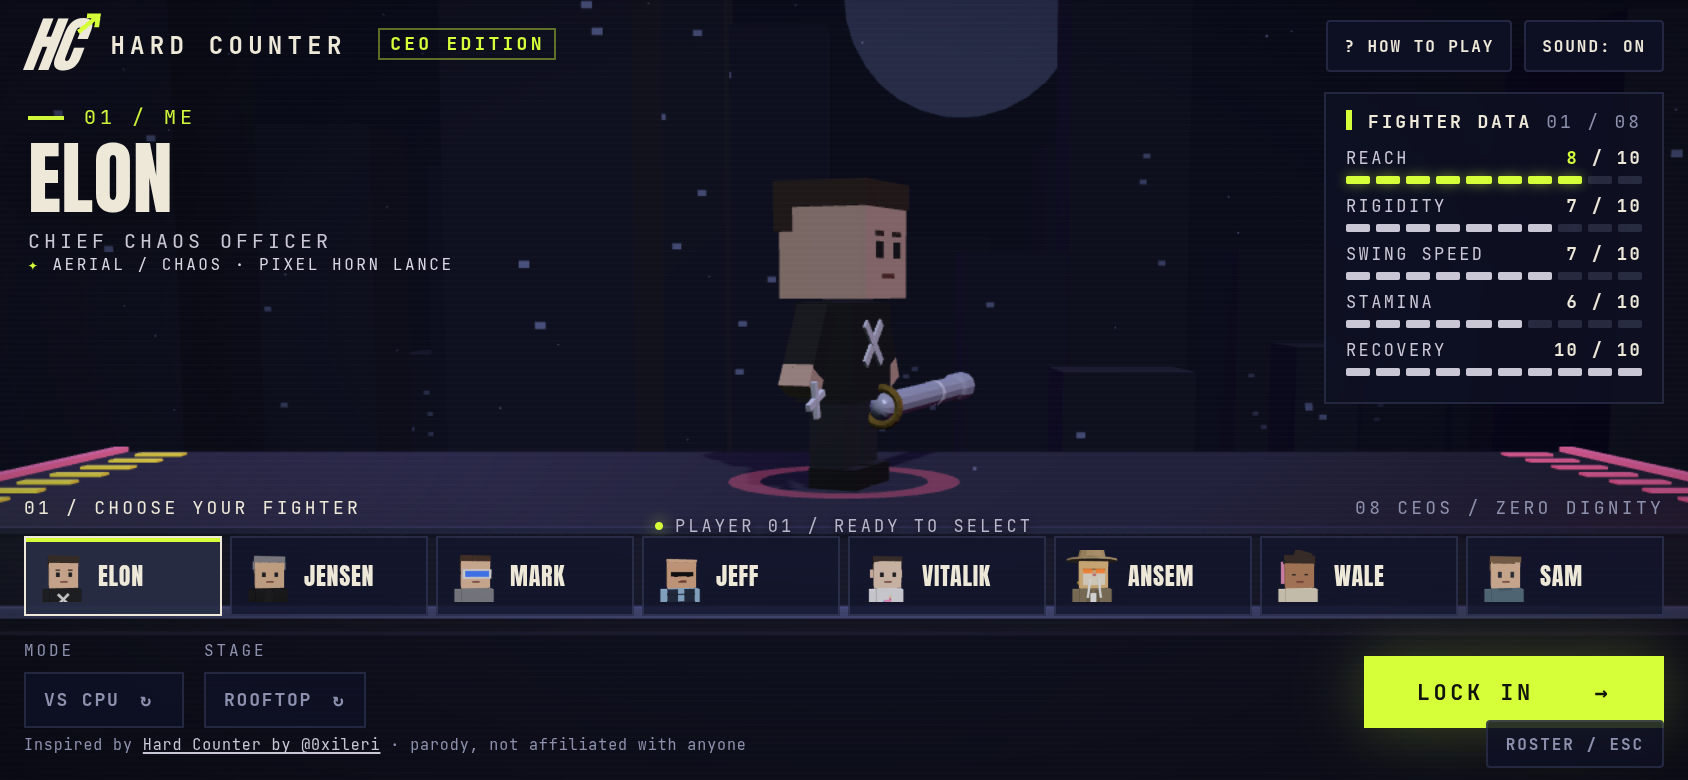 HC HARD COUNTER CEO EDITION ? HOW TO PLAY SOUND: ON
01 / ME
ELON
CHIEF CHAOS OFFICER
✦ AERIAL / CHAOS · PIXEL HORN LANCE
FIGHTER DATA 01 / 08
REACH 8 / 10
RIGIDITY 7 / 10
SWING SPEED 7 / 10
STAMINA 6 / 10
RECOVERY 10 / 10
X
01 / CHOOSE YOUR FIGHTER
08 CEOS / ZERO DIGNITY
PLAYER 01 / READY TO SELECT
ELON JENSEN MARK JEFF VITALIK ANSEM WALE SAM
MODE STAGE
VS CPU ↻ ROOFTOP ↻
LOCK IN →
Inspired by Hard Counter by @0xileri · parody, not affiliated with anyone
ROSTER / ESC